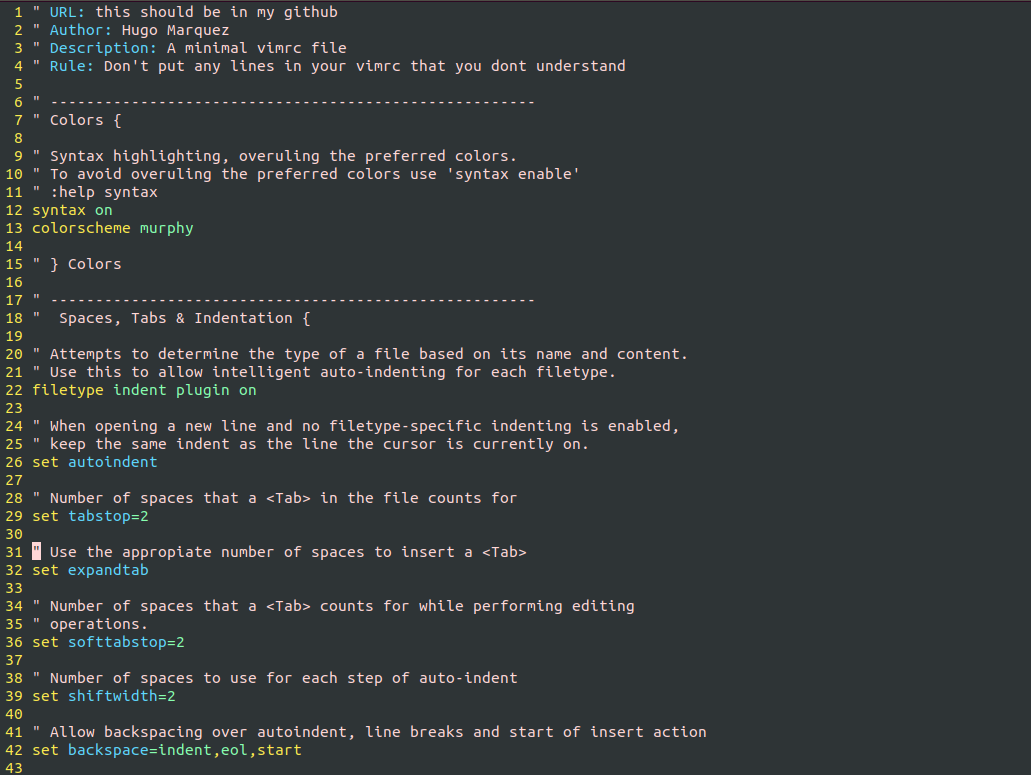 1 " URL: this should be in my github
2 " Author: Hugo Marquez
3 " Description: A minimal vimrc file
4 " Rule: Don't put any lines in your vimrc that you dont understand
5
6 " ------------------------------------------------------
7 " Colors {
8
9 " Syntax highlighting, overuling the preferred colors.
10 " To avoid overuling the preferred colors use 'syntax enable'
11 " :help syntax
12 syntax on
13 colorscheme murphy
14
15 " } Colors
16
17 " ------------------------------------------------------
18 "  Spaces, Tabs & Indentation {
19
20 " Attempts to determine the type of a file based on its name and content.
21 " Use this to allow intelligent auto-indenting for each filetype.
22 filetype indent plugin on
23
24 " When opening a new line and no filetype-specific indenting is enabled,
25 " keep the same indent as the line the cursor is currently on.
26 set autoindent
27
28 " Number of spaces that a <Tab> in the file counts for
29 set tabstop=2
30
31 " Use the appropiate number of spaces to insert a <Tab>
32 set expandtab
33
34 " Number of spaces that a <Tab> counts for while performing editing
35 " operations.
36 set softtabstop=2
37
38 " Number of spaces to use for each step of auto-indent
39 set shiftwidth=2
40
41 " Allow backspacing over autoindent, line breaks and start of insert action
42 set backspace=indent,eol,start
43